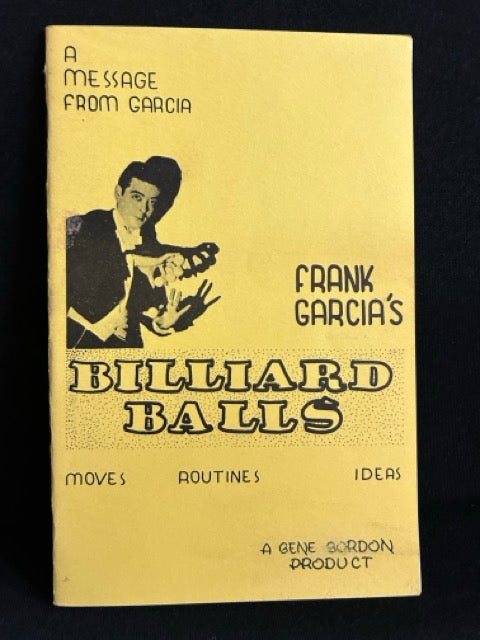 A
MESSAGE
FROM GARCIA
FRANK
GARCIA'S
BILLIARD
BALLS
MOVES ROUTINES IDEAS
A GENE GORDON
PRODUCT